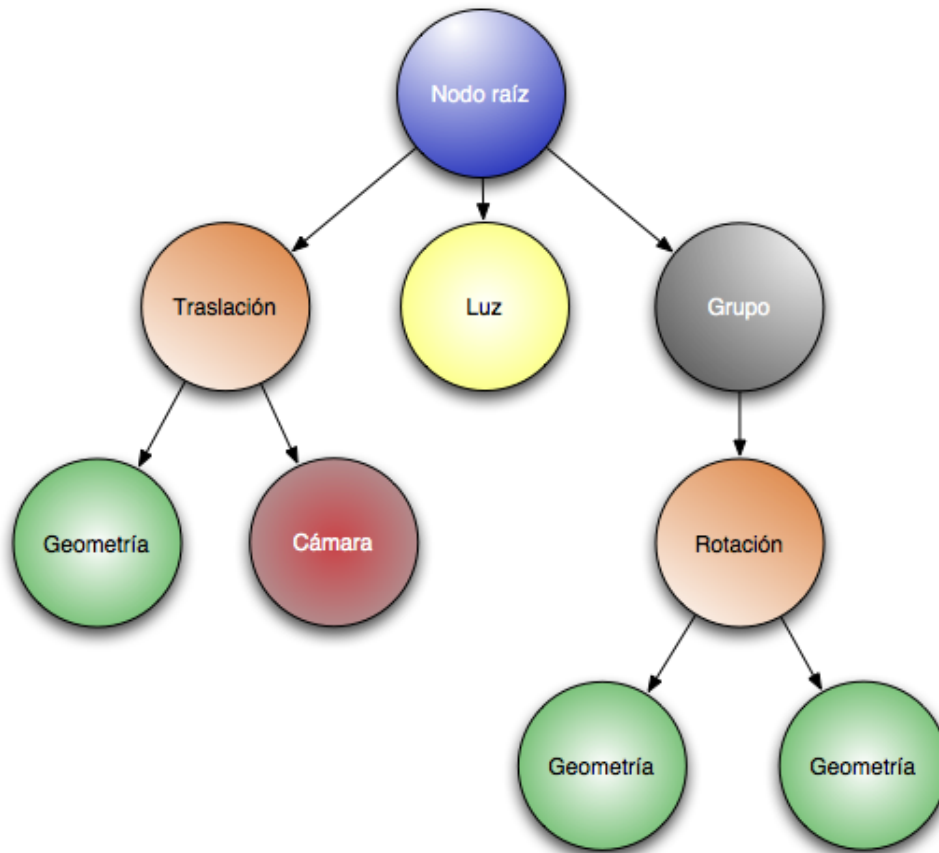 Nodo raíz
Traslación
Luz
Grupo
Geometría
Cámara
Rotación
Geometría
Geometría